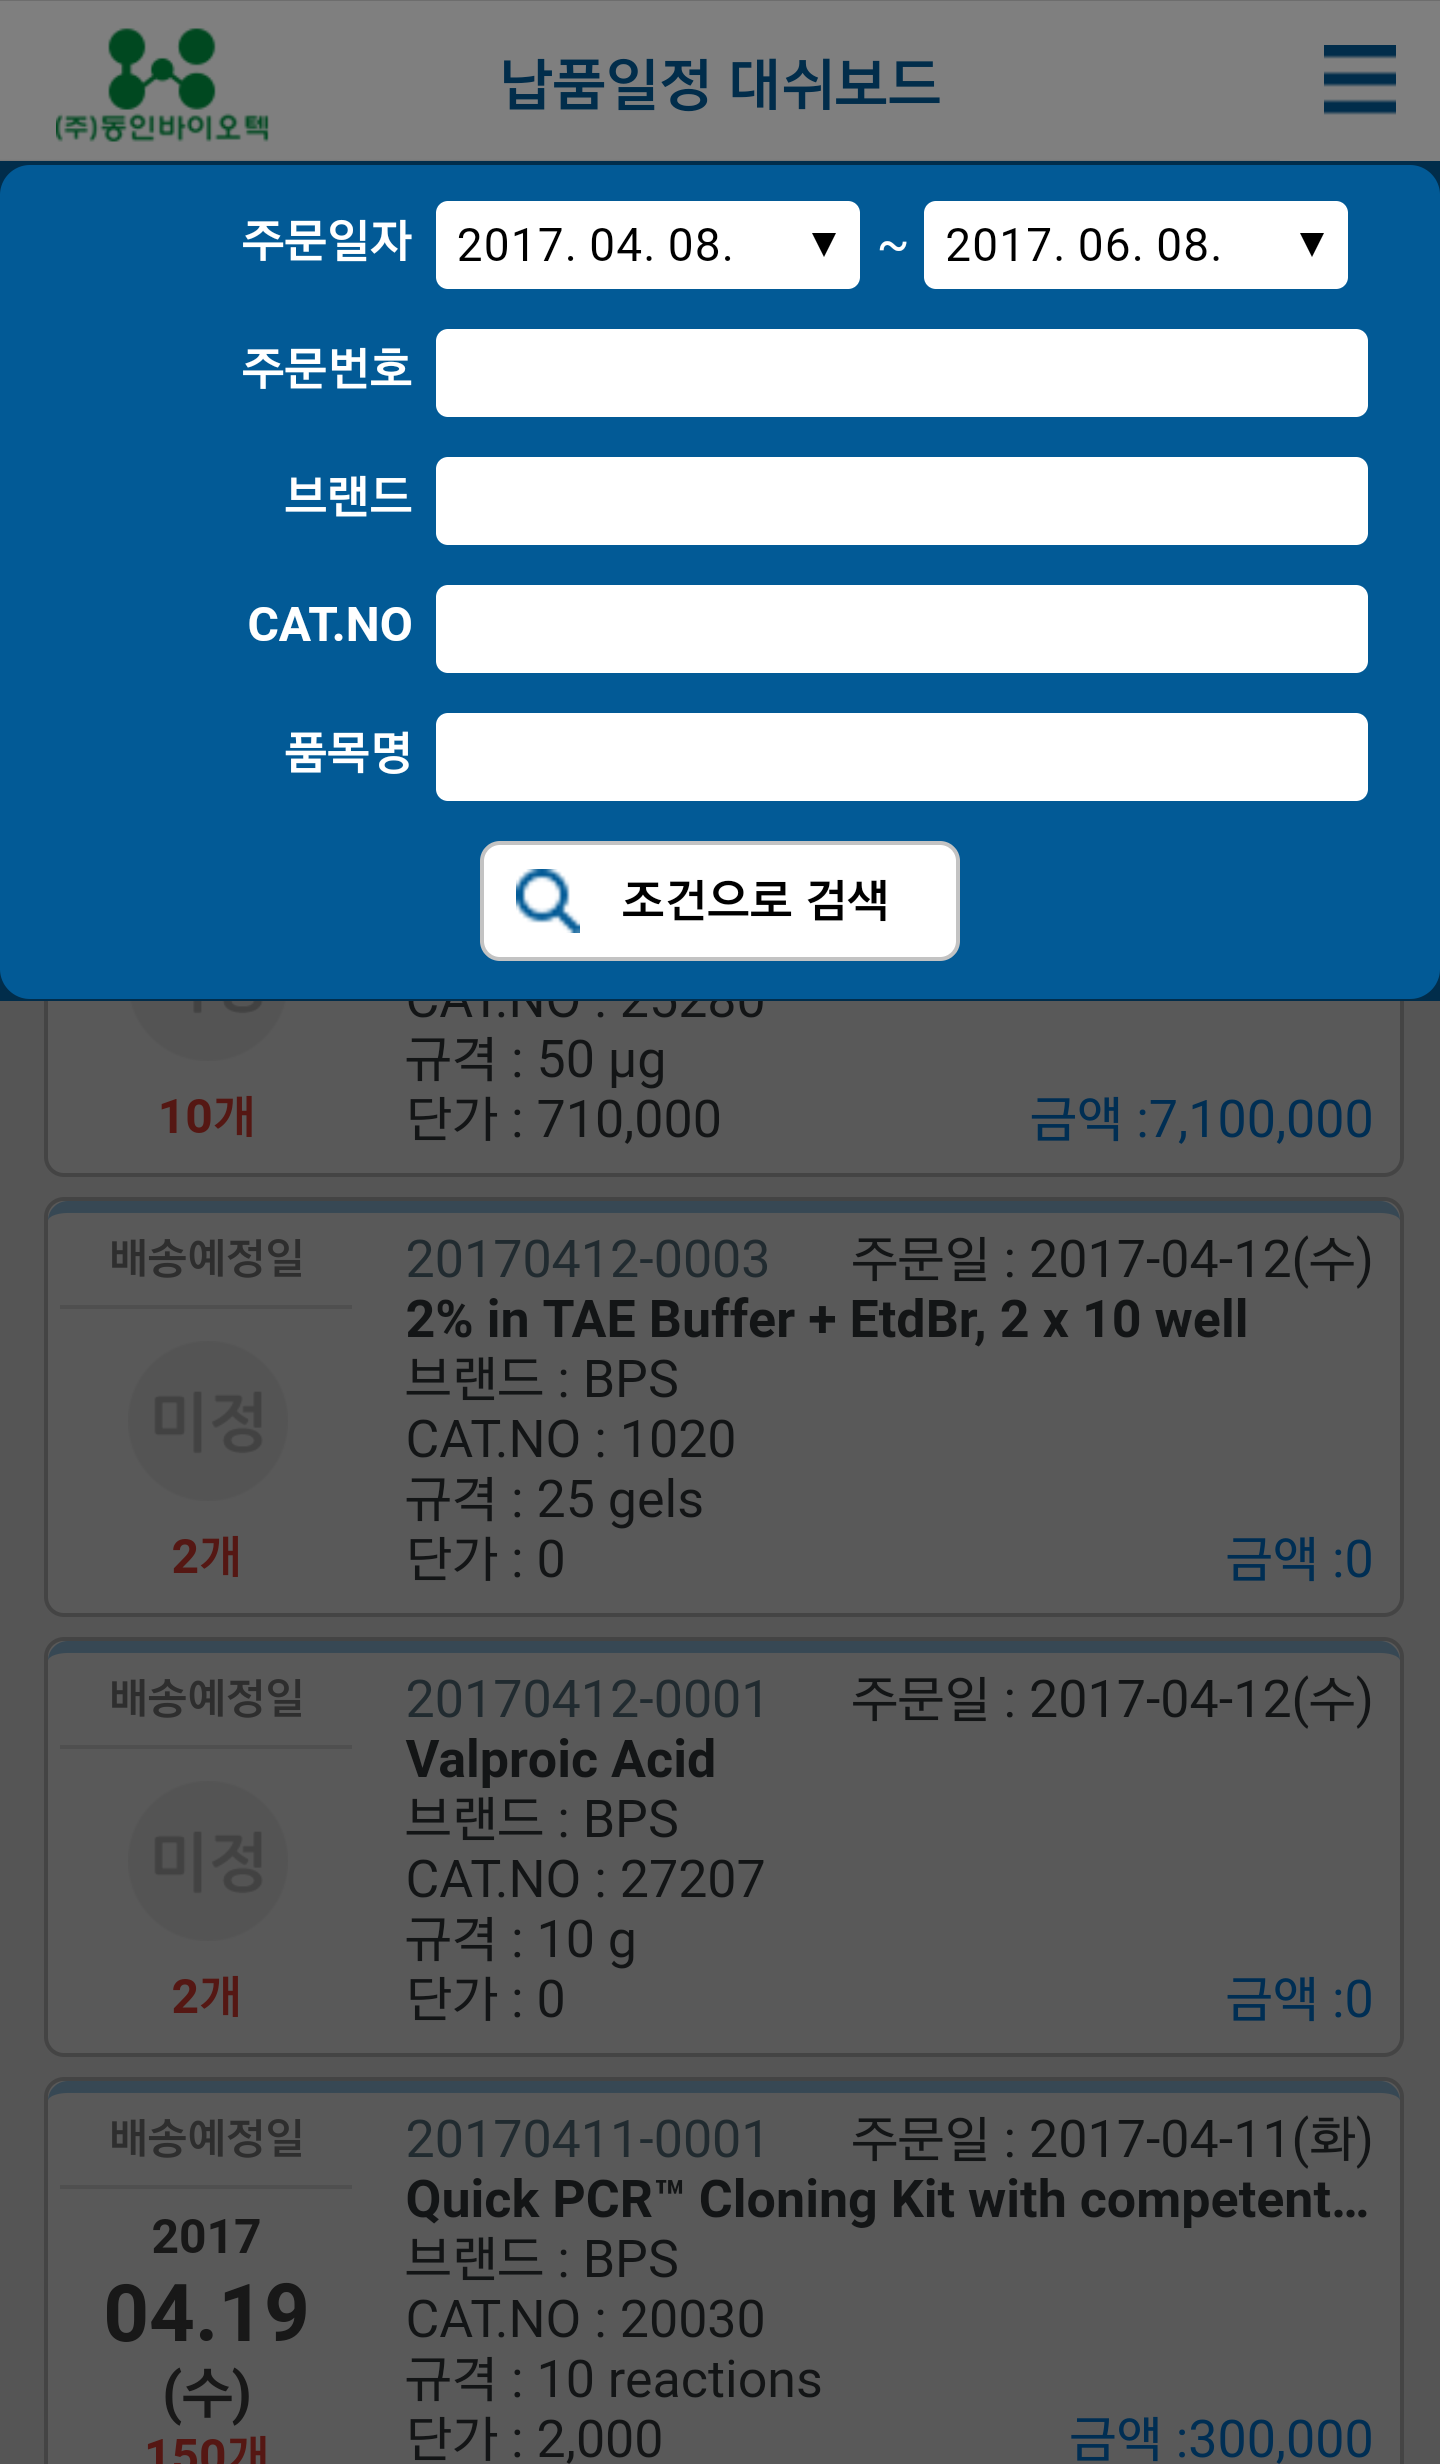 (주)동인바이오텍
납품일정 대쉬보드
주문일자 2017. 04. 08. ▼ ~ 2017. 06. 08. ▼
주문번호
브랜드
CAT.NO
품목명
조건으로 검색
CAT.NO : 25280
규격 : 50 µg
10개 단가 : 710,000 금액 :7,100,000
배송예정일 20170412-0003 주문일 : 2017-04-12(수)
2% in TAE Buffer + EtdBr, 2 x 10 well
브랜드 : BPS
미정 CAT.NO : 1020
규격 : 25 gels
2개 단가 : 0 금액 :0
배송예정일 20170412-0001 주문일 : 2017-04-12(수)
Valproic Acid
브랜드 : BPS
미정 CAT.NO : 27207
규격 : 10 g
2개 단가 : 0 금액 :0
배송예정일 20170411-0001 주문일 : 2017-04-11(화)
Quick PCR™ Cloning Kit with competent...
2017 브랜드 : BPS
04.19 CAT.NO : 20030
(수) 규격 : 10 reactions
150개 단가 : 2,000 금액 :300,000